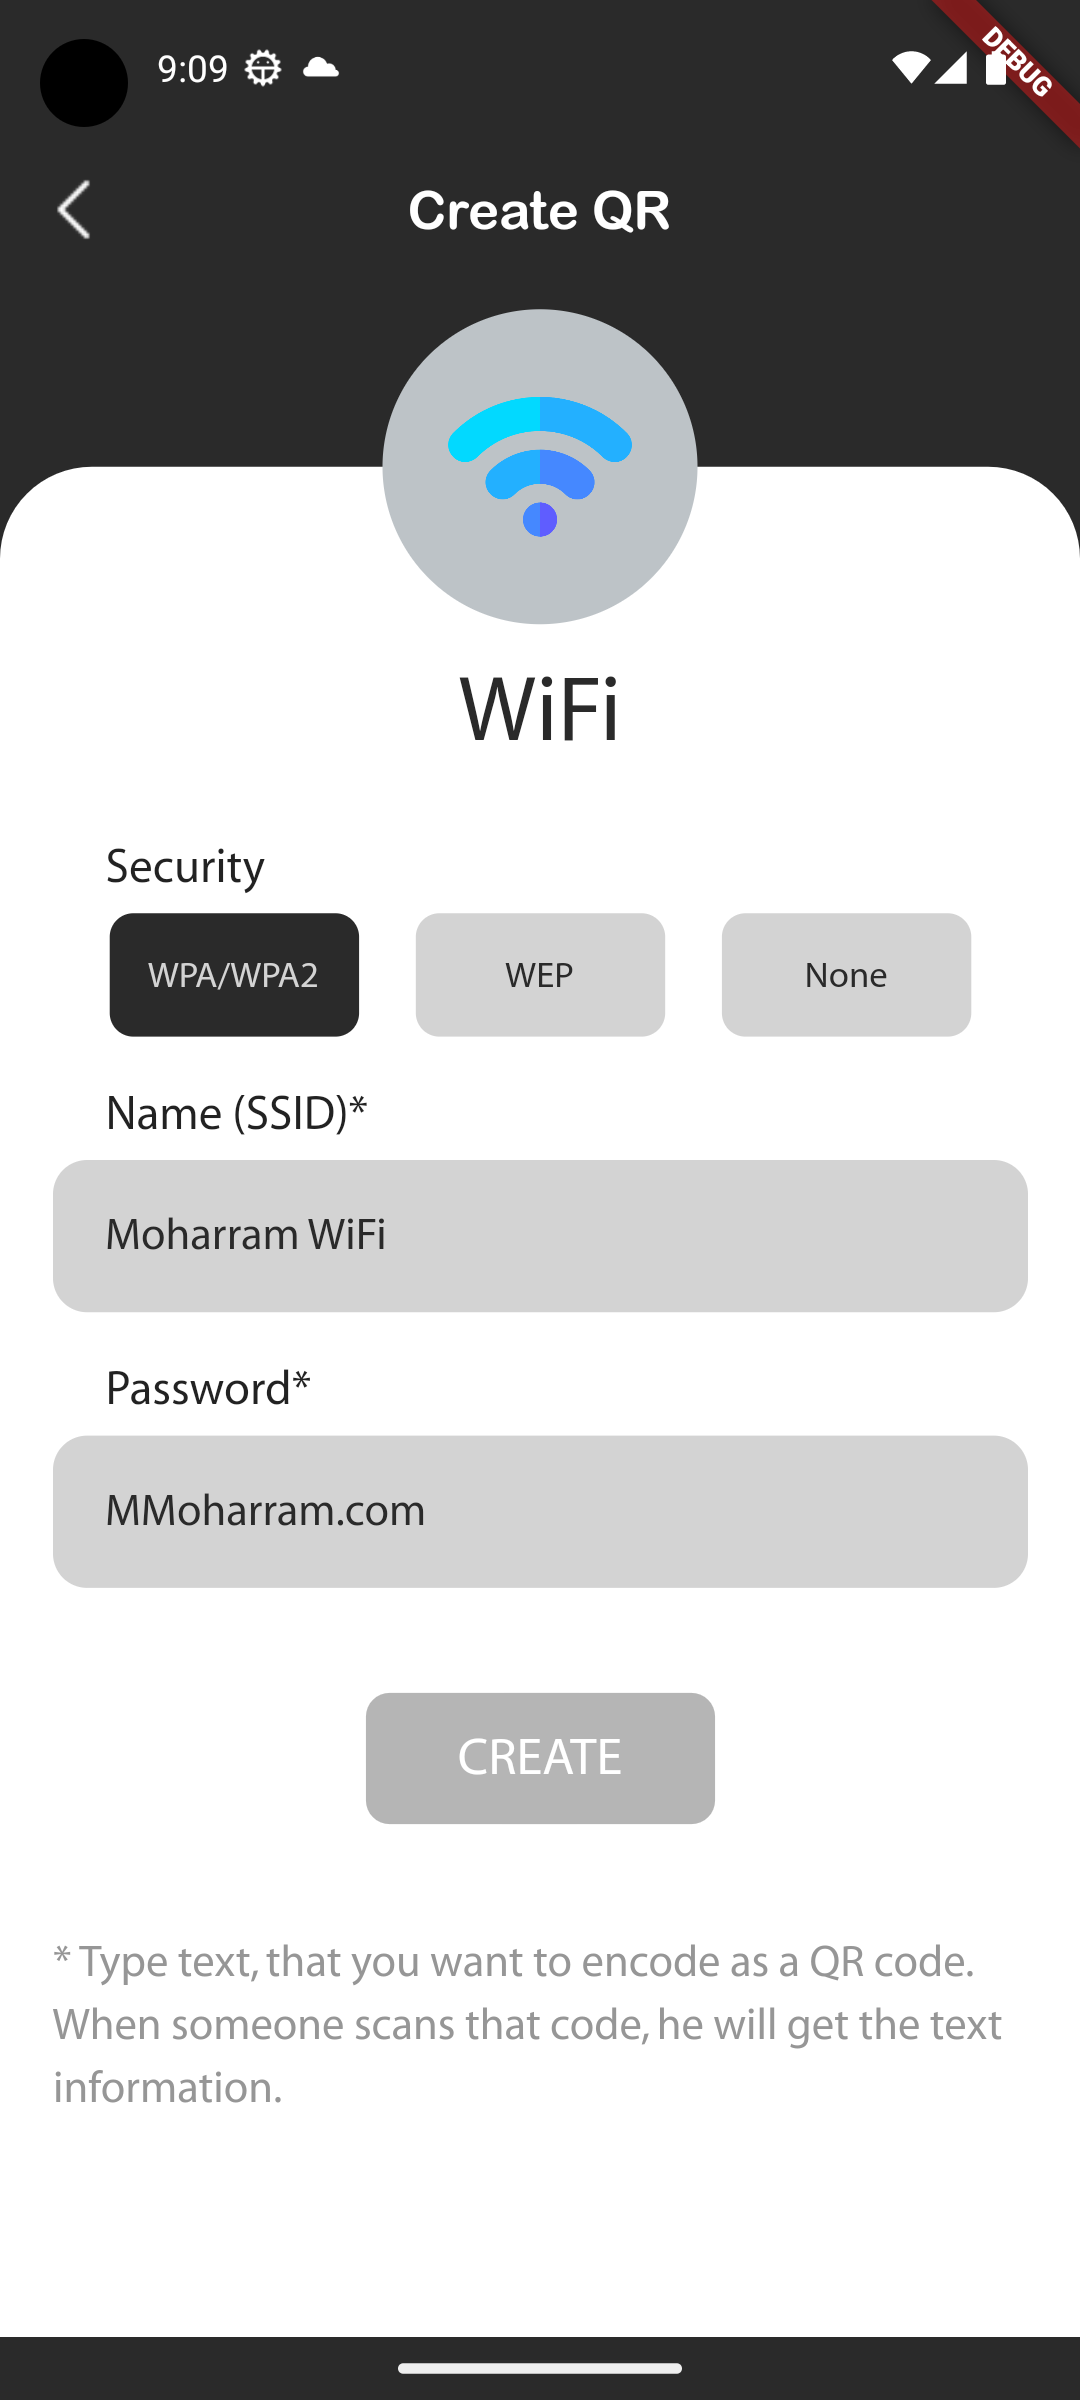 9:09
DEBUG
Create QR
WiFi
Security
WPA/WPA2 WEP None
Name (SSID)*
Moharram WiFi
Password*
MMoharram.com
CREATE
* Type text, that you want to encode as a QR code.
When someone scans that code, he will get the text
information.